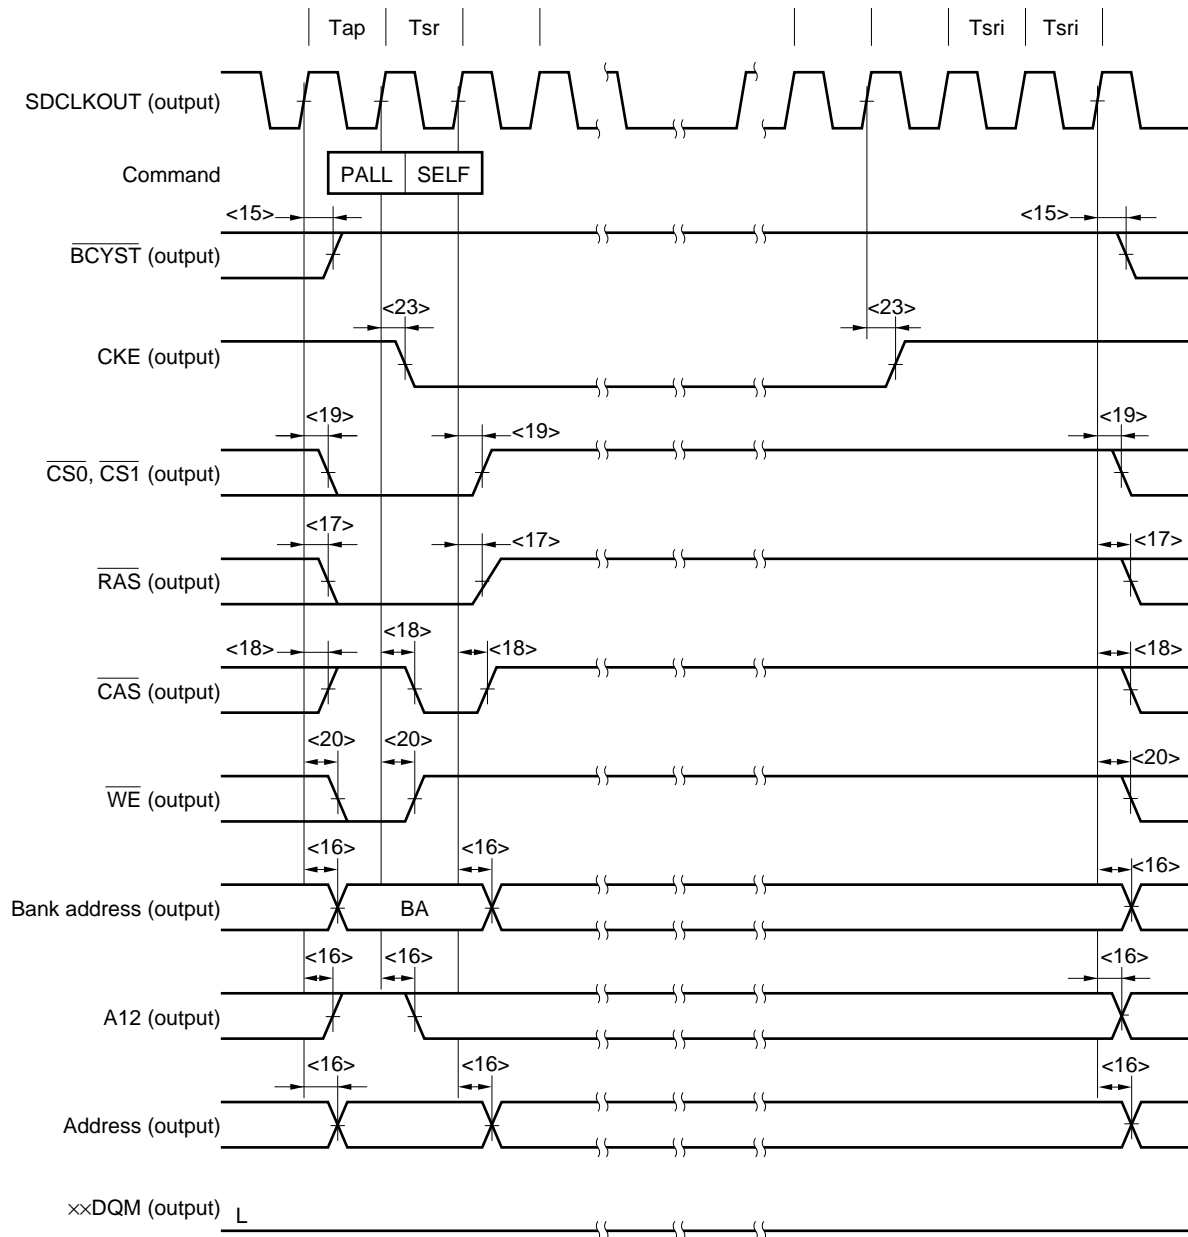 Tap Tsr Tsri Tsri
SDCLKOUT (output)
Command PALL SELF
<15> <15>
BCYST (output)
<23> <23>
CKE (output)
<19> <19> <19>
CS0, CS1 (output)
<17> <17> <17>
RAS (output)
<18> <18> <18> <18>
CAS (output)
<20> <20> <20>
WE (output)
<16> <16> <16>
Bank address (output) BA
<16> <16> <16>
A12 (output)
<16> <16> <16>
Address (output)
××DQM (output) L